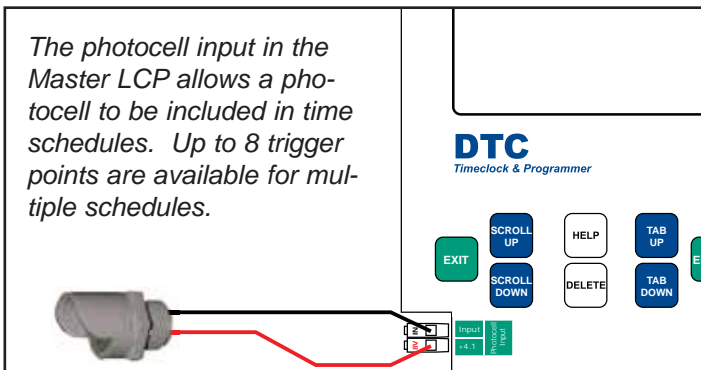 The photocell input in the
Master LCP allows a pho-
tocell to be included in time
schedules.  Up to 8 trigger
points are available for mul-
tiple schedules.
DTC
Timeclock & Programmer
EXIT
SCROLL
UP
HELP
TAB
UP
E
SCROLL
DOWN
DELETE
TAB
DOWN
IN
8V
Input
+4.1
Photocell
Input